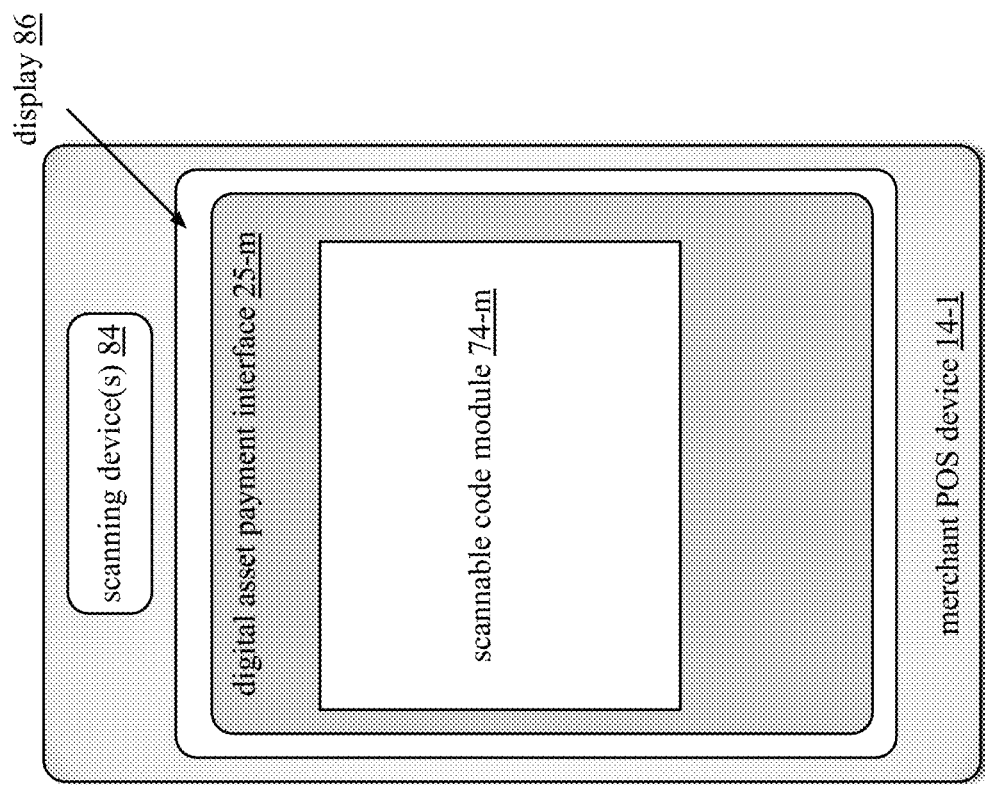 display 86
scanning device(s) 84
digital asset payment interface 25-m
scannable code module 74-m
merchant POS device 14-1